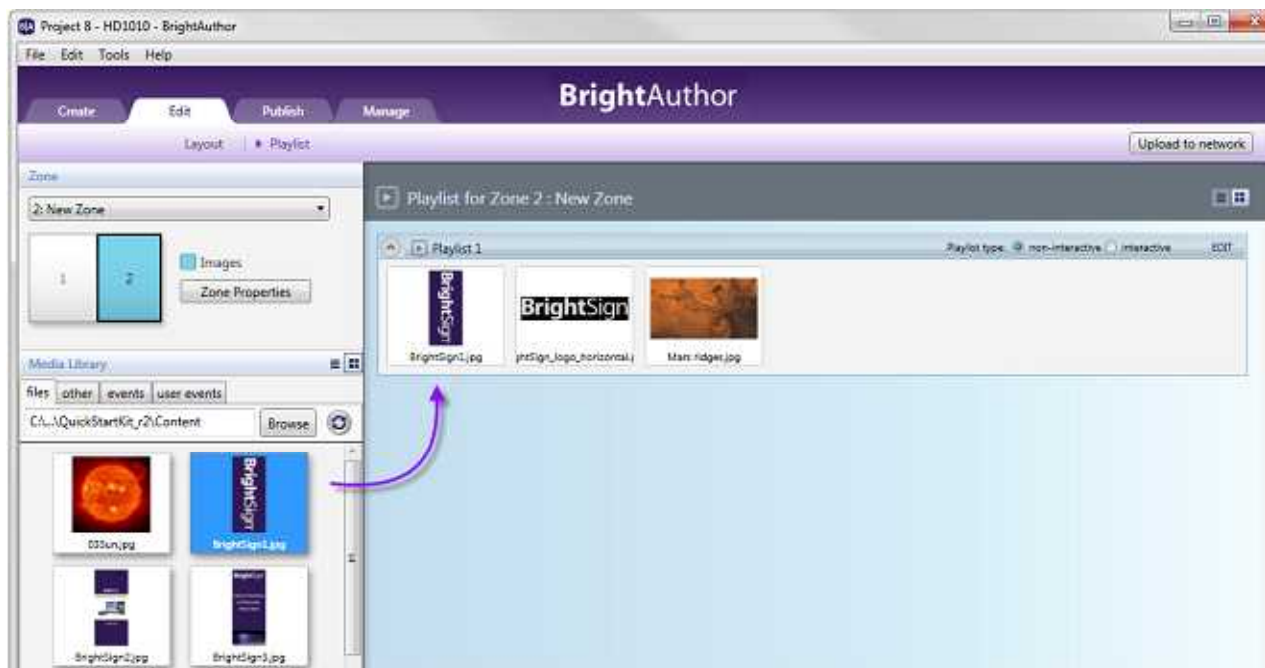 Project 8 - HD1010 - BrightAuthor
File Edit Tools Help
BrightAuthor
Create Edit Publish Manage
Layout Playlist Upload to network
Zone
2: New Zone
1 2
Images
Zone Properties
Playlist for Zone 2 : New Zone
Playlist 1 Playlist type: non-interactive interactive EDIT
BrightSign
BrightSign
BrightSign1.jpg ghtSign_logo_horizontal.j Mars ridges.jpg
Media Library
files other events user events
C:\...\QuickStartKit_r2\Content Browse
BrightSign
033un.jpg BrightSign1.jpg
BrightSign2.jpg BrightSign3.jpg